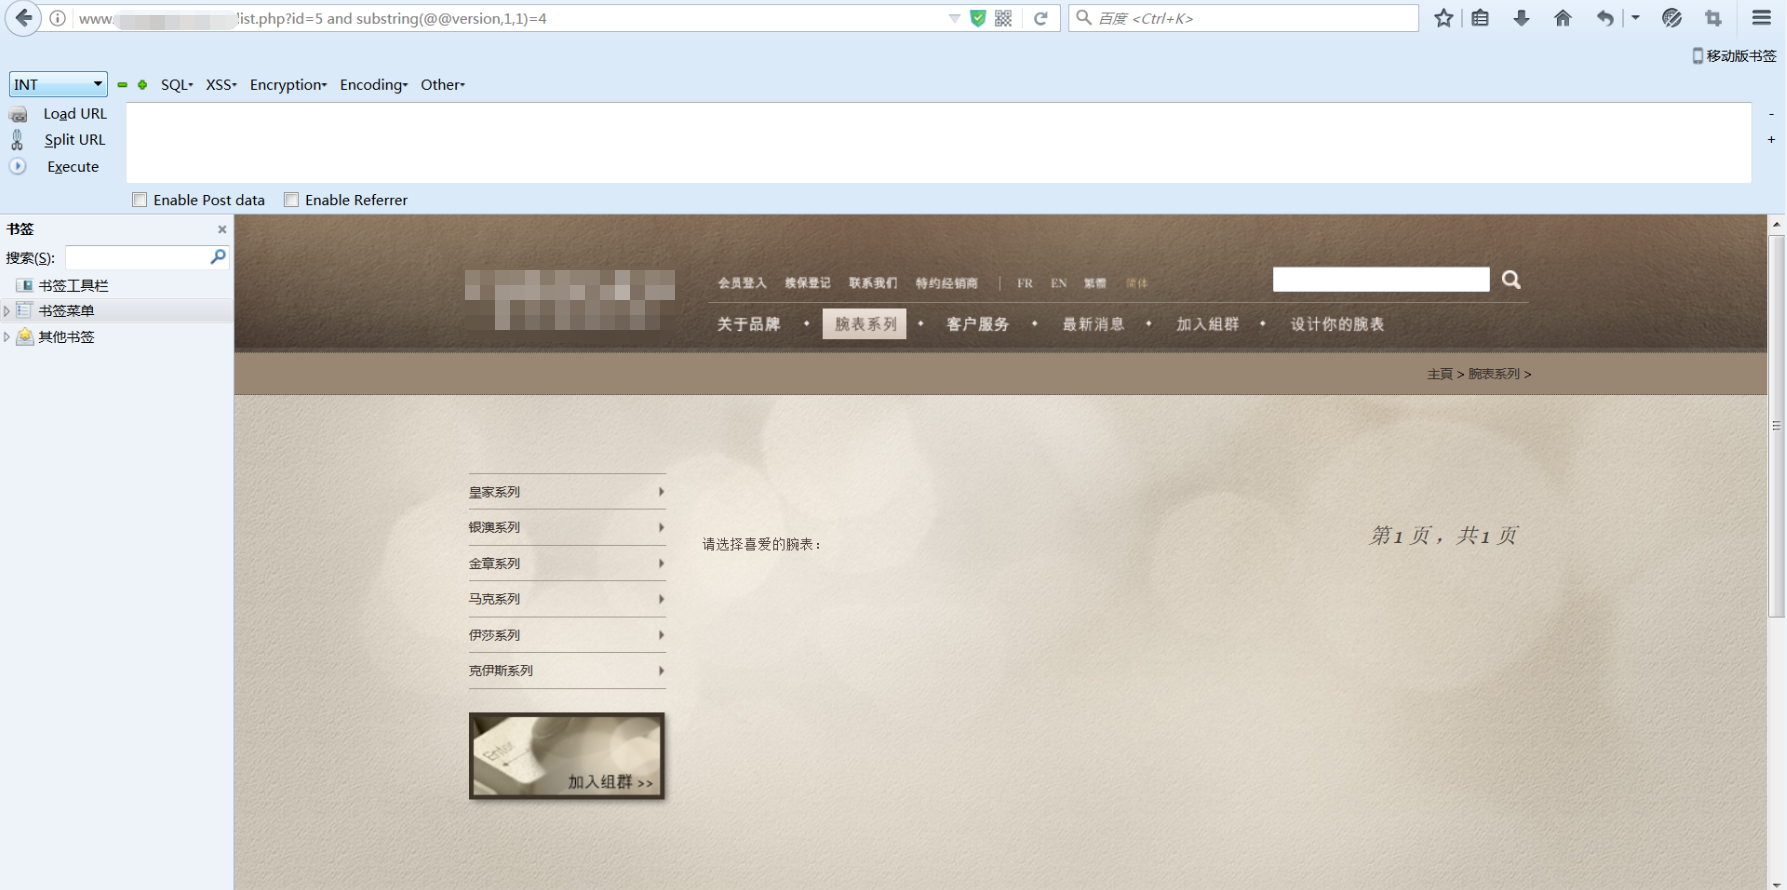 www. list.php?id=5 and substring(@@version,1,1)=4
百度 <Ctrl+K>
移动版书签
INT
SQL XSS Encryption Encoding Other
Load URL
-
Split URL
+
Execute
Enable Post data Enable Referrer
书签
搜索(S):
书签工具栏
书签菜单
其他书签
会员登入 维保登记 联系我们 特约经销商 | FR EN 繁體 简体
关于品牌 • 腕表系列 • 客户服务 • 最新消息 • 加入組群 • 设计你的腕表
主頁 > 腕表系列 >
皇家系列
银澳系列
金章系列
马克系列
伊莎系列
克伊斯系列
请选择喜爱的腕表：
第1 页，共1 页
Enter
加入组群 >>